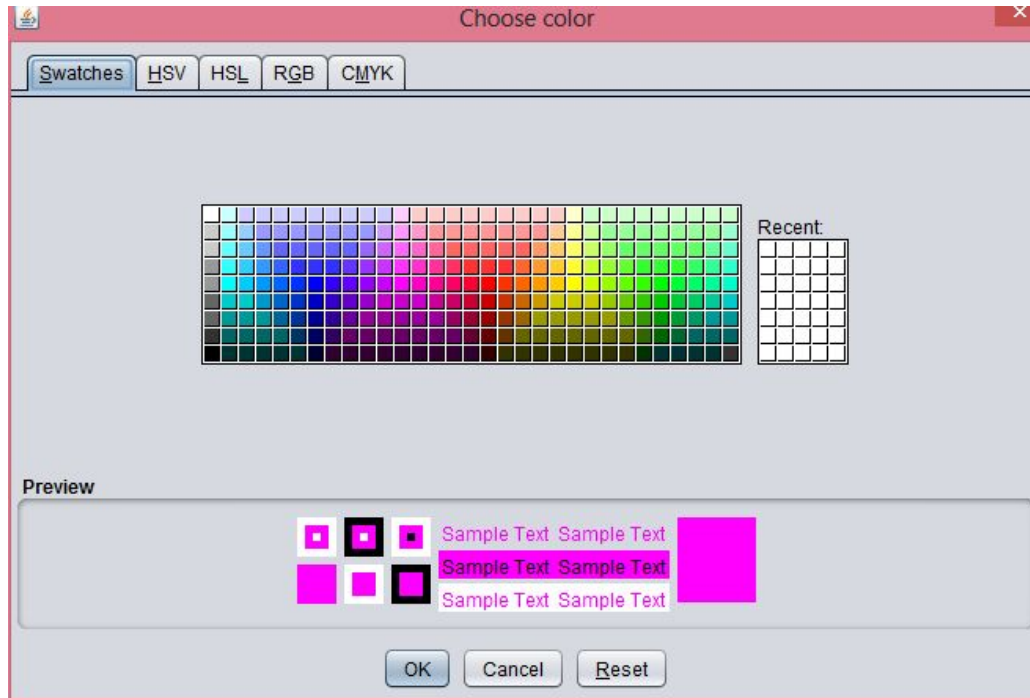 Choose color
Swatches HSV HSL RGB CMYK
Recent:
Preview
Sample Text Sample Text
Sample Text Sample Text
Sample Text Sample Text
OK Cancel Reset